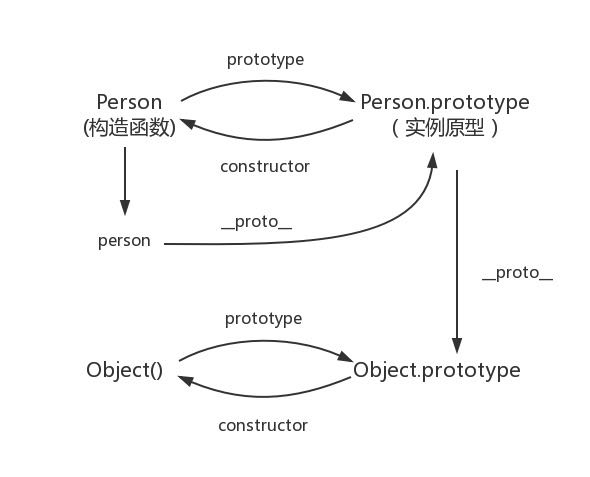 prototype
Person
Person.prototype
(构造函数)
( 实例原型 )
constructor
__proto__
person
__proto__
prototype
Object()
Object.prototype
constructor